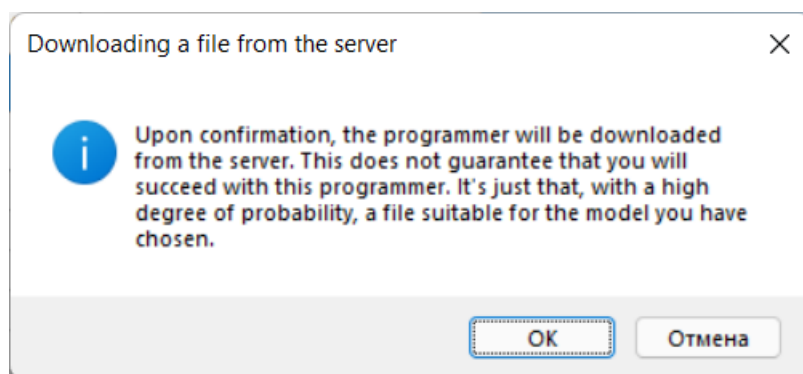 Downloading a file from the server
Upon confirmation, the programmer will be downloaded
from the server. This does not guarantee that you will
succeed with this programmer. It's just that, with a high
degree of probability, a file suitable for the model you have
chosen.
OK
Отмена